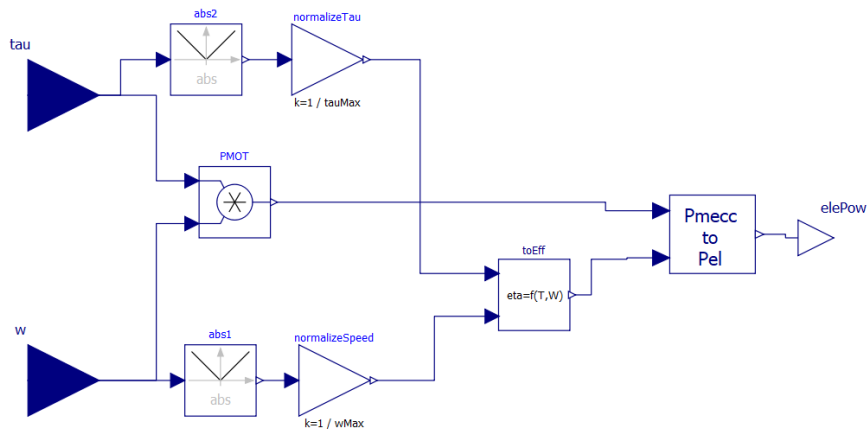 abs2
normalizeTau
tau
abs
k=1 / tauMax
PMOT
elePow
Pmecc
to
Pel
toEff
eta=f(T,W)
w
abs1
normalizeSpeed
abs
k=1 / wMax